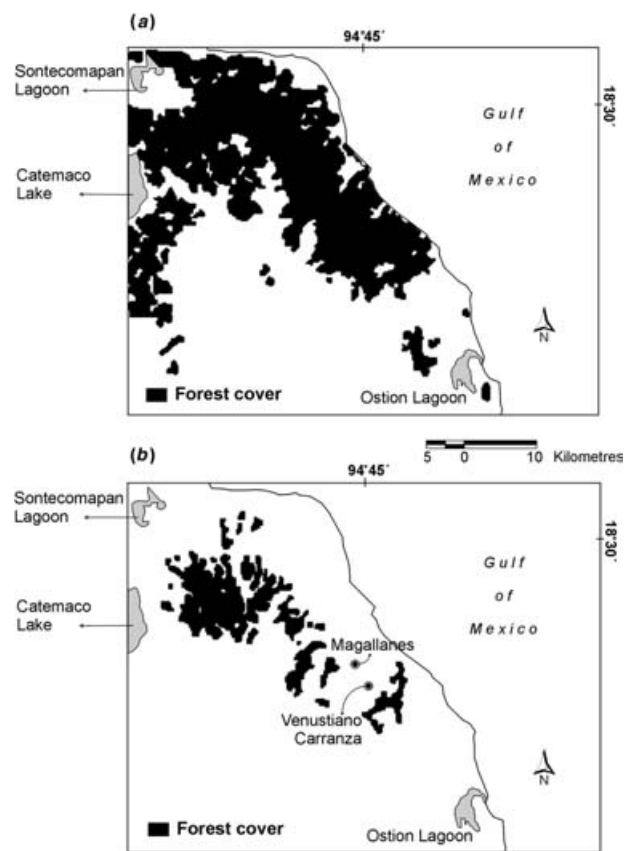 (a)
94°45´
Sontecomapan
Lagoon
18°30´
Gulf
of
Mexico
Catemaco
Lake
N
Forest cover
Ostion Lagoon
(b)
5 0 10 Kilometres
94°45´
Sontecomapan
Lagoon
18°30´
Gulf
of
Mexico
Catemaco
Lake
Magallanes
Venustiano
Carranza
N
Forest cover
Ostion Lagoon